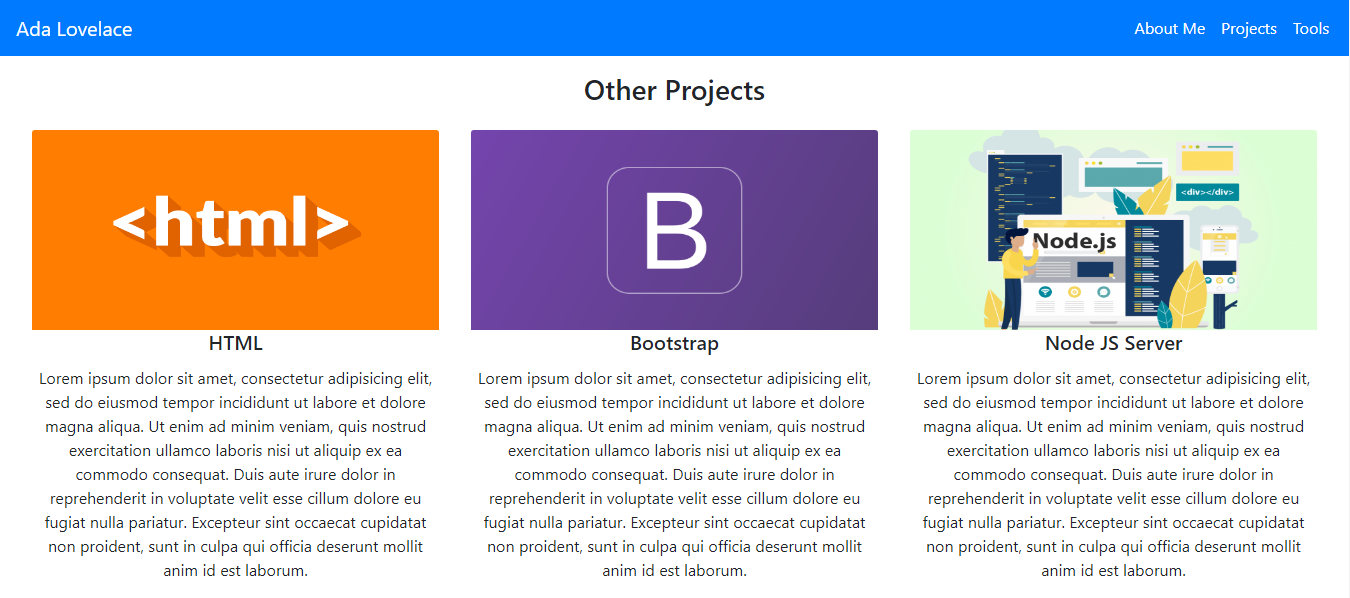 Ada Lovelace
About Me Projects Tools
Other Projects
<html>
B
<div></div>
Node.js
HTML
Lorem ipsum dolor sit amet, consectetur adipisicing elit,
sed do eiusmod tempor incididunt ut labore et dolore
magna aliqua. Ut enim ad minim veniam, quis nostrud
exercitation ullamco laboris nisi ut aliquip ex ea
commodo consequat. Duis aute irure dolor in
reprehenderit in voluptate velit esse cillum dolore eu
fugiat nulla pariatur. Excepteur sint occaecat cupidatat
non proident, sunt in culpa qui officia deserunt mollit
anim id est laborum.
Bootstrap
Lorem ipsum dolor sit amet, consectetur adipisicing elit,
sed do eiusmod tempor incididunt ut labore et dolore
magna aliqua. Ut enim ad minim veniam, quis nostrud
exercitation ullamco laboris nisi ut aliquip ex ea
commodo consequat. Duis aute irure dolor in
reprehenderit in voluptate velit esse cillum dolore eu
fugiat nulla pariatur. Excepteur sint occaecat cupidatat
non proident, sunt in culpa qui officia deserunt mollit
anim id est laborum.
Node JS Server
Lorem ipsum dolor sit amet, consectetur adipisicing elit,
sed do eiusmod tempor incididunt ut labore et dolore
magna aliqua. Ut enim ad minim veniam, quis nostrud
exercitation ullamco laboris nisi ut aliquip ex ea
commodo consequat. Duis aute irure dolor in
reprehenderit in voluptate velit esse cillum dolore eu
fugiat nulla pariatur. Excepteur sint occaecat cupidatat
non proident, sunt in culpa qui officia deserunt mollit
anim id est laborum.